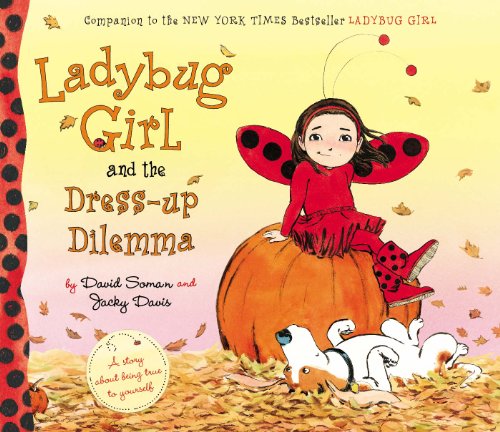 Companion to the NEW YORK TIMES Bestseller LADYBUG GIRL
Ladybug
GiRL
and the
Dress-up
Dilemma
by David Soman and
Jacky Davis
A story
about being true
to yourself